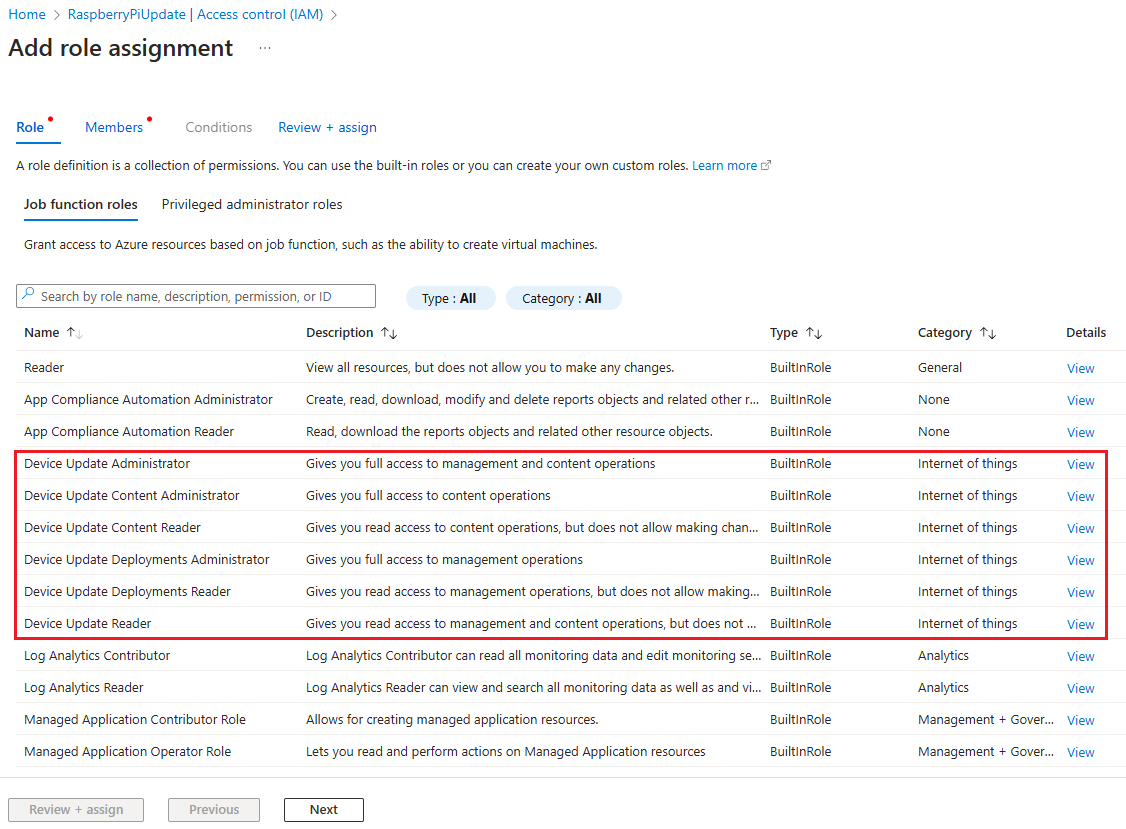 Home > RaspberryPiUpdate | Access control (IAM) >
Add role assignment ...
Role Members Conditions Review + assign
A role definition is a collection of permissions. You can use the built-in roles or you can create your own custom roles. Learn more
Job function roles Privileged administrator roles
Grant access to Azure resources based on job function, such as the ability to create virtual machines.
Search by role name, description, permission, or ID Type : All Category : All
Name ↑↓ Description ↑↓ Type ↑↓ Category ↑↓ Details
Reader View all resources, but does not allow you to make any changes. BuiltInRole General View
App Compliance Automation Administrator Create, read, download, modify and delete reports objects and related other r... BuiltInRole None View
App Compliance Automation Reader Read, download the reports objects and related other resource objects. BuiltInRole None View
Device Update Administrator Gives you full access to management and content operations BuiltInRole Internet of things View
Device Update Content Administrator Gives you full access to content operations BuiltInRole Internet of things View
Device Update Content Reader Gives you read access to content operations, but does not allow making chan... BuiltInRole Internet of things View
Device Update Deployments Administrator Gives you full access to management operations BuiltInRole Internet of things View
Device Update Deployments Reader Gives you read access to management operations, but does not allow making... BuiltInRole Internet of things View
Device Update Reader Gives you read access to management and content operations, but does not ... BuiltInRole Internet of things View
Log Analytics Contributor Log Analytics Contributor can read all monitoring data and edit monitoring se... BuiltInRole Analytics View
Log Analytics Reader Log Analytics Reader can view and search all monitoring data as well as and vi... BuiltInRole Analytics View
Managed Application Contributor Role Allows for creating managed application resources. BuiltInRole Management + Gover... View
Managed Application Operator Role Lets you read and perform actions on Managed Application resources BuiltInRole Management + Gover... View
Review + assign Previous Next